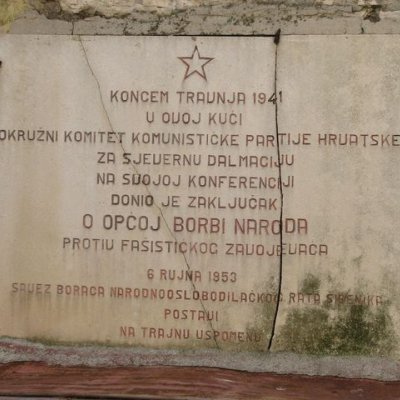 KONCEM TRAVNJA 1941
U OVOJ KUĆI
OKRUŽNI KOMITET KOMUNISTIČKE PARTIJE HRVATSKE
ZA SJEVERNU DALMACIJU
NA SVOJOJ KONFERENCIJI
DONIO JE ZAKLJUČAK
O OPĆOJ BORBI NARODA
PROTIV FAŠISTIČKOG ZAVOJEVAČA
6 RUJNA 1953
SAVEZ BORACA NARODNOOSLOBODILAČKOG RATA ŠIBENIKA
POSTAVI
NA TRAJNU USPOMENU